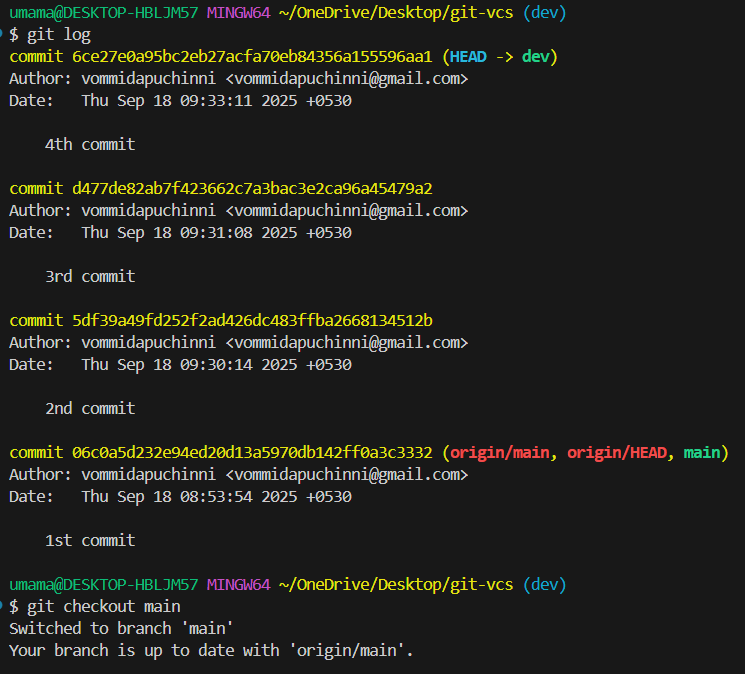 umama@DESKTOP-HBLJM57 MINGW64 ~/OneDrive/Desktop/git-vcs (dev)
$ git log
commit 6ce27e0a95bc2eb27acfa70eb84356a155596aa1 (HEAD -> dev)
Author: vommidapuchinni <vommidapuchinni@gmail.com>
Date:   Thu Sep 18 09:33:11 2025 +0530
    4th commit
commit d477de82ab7f423662c7a3bac3e2ca96a45479a2
Author: vommidapuchinni <vommidapuchinni@gmail.com>
Date:   Thu Sep 18 09:31:08 2025 +0530
    3rd commit
commit 5df39a49fd252f2ad426dc483ffba2668134512b
Author: vommidapuchinni <vommidapuchinni@gmail.com>
Date:   Thu Sep 18 09:30:14 2025 +0530
    2nd commit
commit 06c0a5d232e94ed20d13a5970db142ff0a3c3332 (origin/main, origin/HEAD, main)
Author: vommidapuchinni <vommidapuchinni@gmail.com>
Date:   Thu Sep 18 08:53:54 2025 +0530
    1st commit
umama@DESKTOP-HBLJM57 MINGW64 ~/OneDrive/Desktop/git-vcs (dev)
$ git checkout main
Switched to branch 'main'
Your branch is up to date with 'origin/main'.